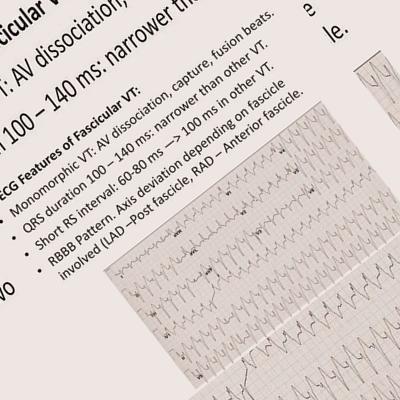 ticular V
T: AV dissociation,
100 – 140 ms: narrower th
e
le.
ECG Features of Fascicular VT:
• Monomorphic VT: AV dissociation, capture, fusion beats.
• QRS duration 100 – 140 ms: narrower than other VT.
• Short RS interval: 60-80 ms —> 100 ms in other VT.
• RBBB Pattern. Axis deviation depending on fascicle
involved (LAD –Post fascicle, RAD – Anterior fascicle.
vo